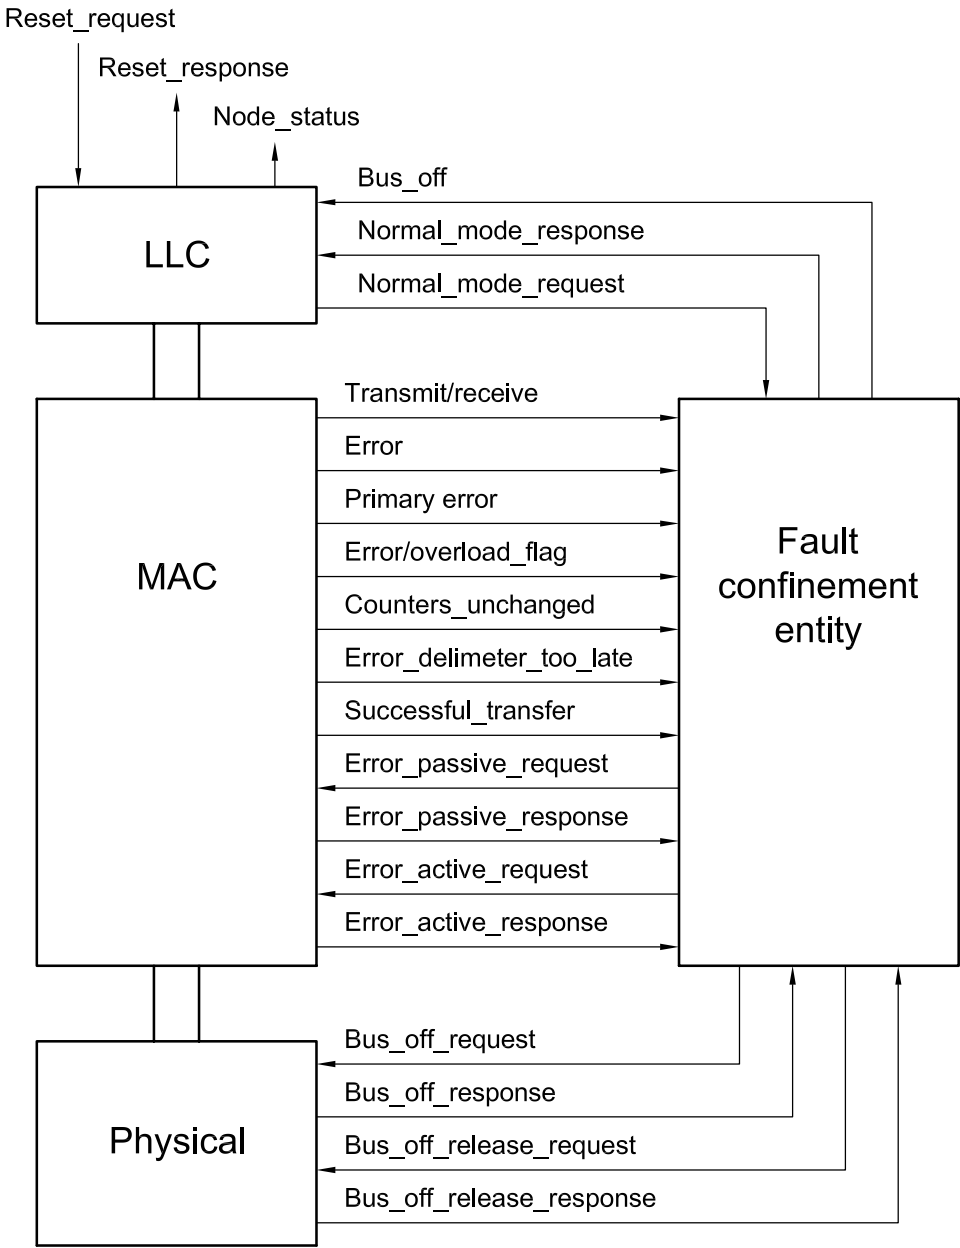 Reset_request
Reset_response
Node_status
Bus_off
Normal_mode_response
LLC
Normal_mode_request
Transmit/receive
Error
Primary error
Error/overload_flag
MAC
Counters_unchanged
Error_delimeter_too_late
Successful_transfer
Error_passive_request
Error_passive_response
Error_active_request
Error_active_response
Fault
confinement
entity
Bus_off_request
Bus_off_response
Physical
Bus_off_release_request
Bus_off_release_response